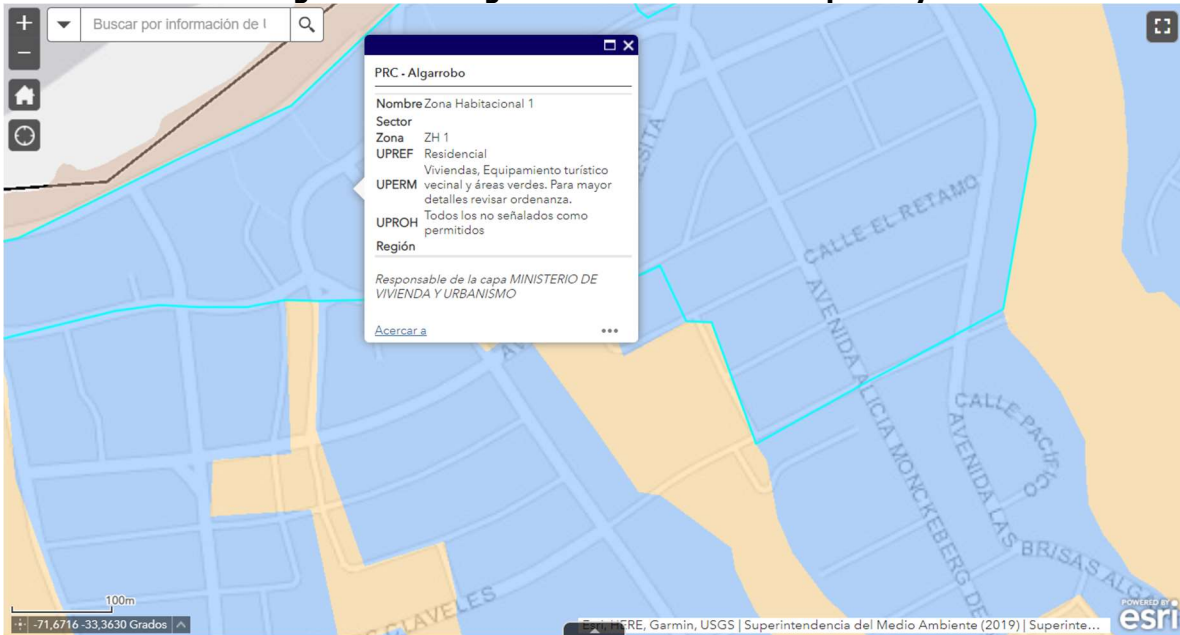 Buscar por información de l
PRC - Algarrobo
Nombre Zona Habitacional 1
Sector
Zona ZH 1
UPREF Residencial
UPERM Viviendas, Equipamiento turístico
vecinal y áreas verdes. Para mayor
detalles revisar ordenanza.
UPROH Todos los no señalados como
permitidos
Región
Responsable de la capa MINISTERIO DE
VIVIENDA Y URBANISMO
Acercar a
CALLE EL RETAMO
AVENIDA ALICIA MONCKEBERG DE
CALLE PACIFICO
AVENIDA LAS BRISAS
CLAVELES
100m
-71,6716 -33,3630 Grados
Esri, HERE, Garmin, USGS | Superintendencia del Medio Ambiente (2019) | Superinte...
POWERED BY
esri